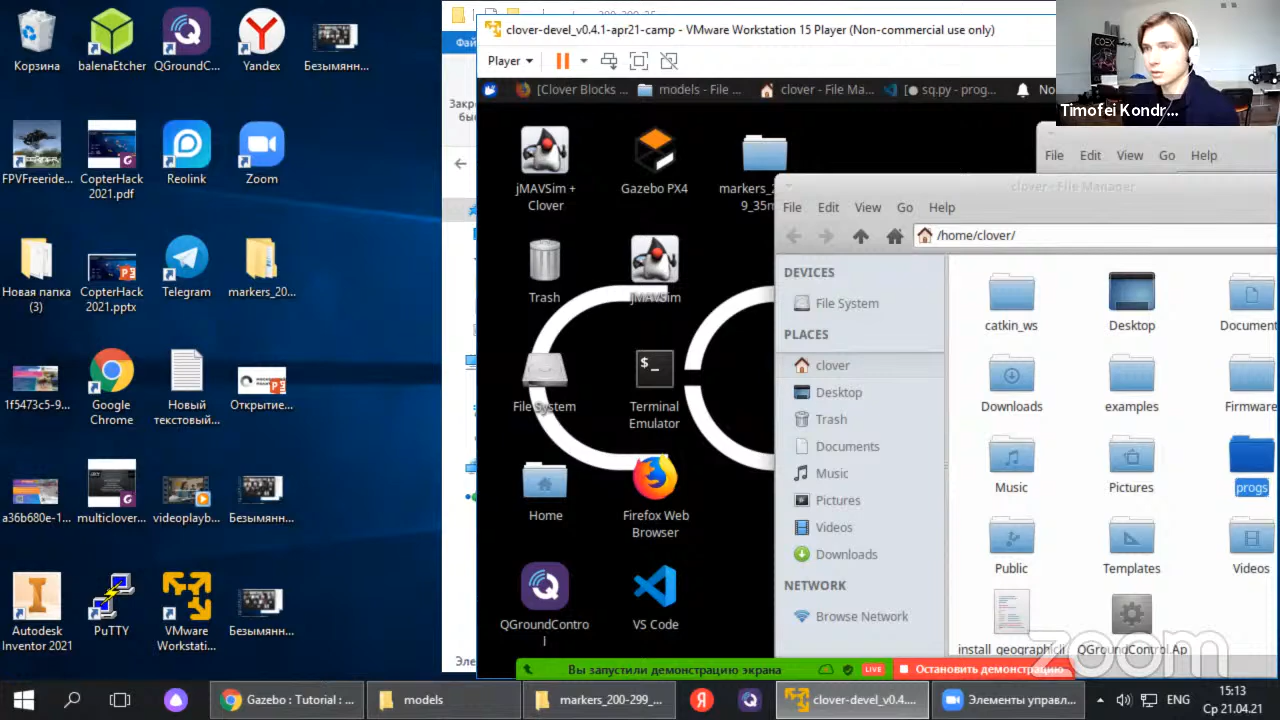 Корзина
balenaEtcher
QGroundC...
Yandex
Безымянн...
FPVFreeride...
CopterHack
2021.pdf
Reolink
Zoom
Новая папка
(3)
CopterHack
2021.pptx
Telegram
markers_20...
1f5473c5-9...
Google
Chrome
Новый
текстовый...
Открытие...
a36b680e-1...
multiclover...
videoplayb...
Безымянн...
Autodesk
Inventor 2021
PuTTY
VMware
Workstati...
Безымянн...
clover-devel_v0.4.1-apr21-camp - VMware Workstation 15 Player (Non-commercial use only)
Player
[Clover Blocks ...
models - File ...
clover - File Ma...
[● sq.py - prog...
No
COEX
Timofei Kondr...
jMAVSim +
Clover
Gazebo PX4
Trash
jMAVSim
File System
Terminal
Emulator
Home
Firefox Web
Browser
QGroundContro
l
VS Code
File Edit View Go Help
clover - File Manager
File Edit View Go Help
/home/clover/
DEVICES
File System
PLACES
clover
Desktop
Trash
Documents
Music
Pictures
Videos
Downloads
NETWORK
Browse Network
catkin_ws
Desktop
Document
Downloads
examples
Firmware
Music
Pictures
progs
Public
Templates
Videos
QGroundControl.Ap
zoom
Вы запустили демонстрацию экрана
LIVE
Остановить демонстрацию
Gazebo : Tutorial : ...
models
markers_200-299_...
clover-devel_v0.4....
Элементы управл...
ENG
15:13
Ср 21.04.21